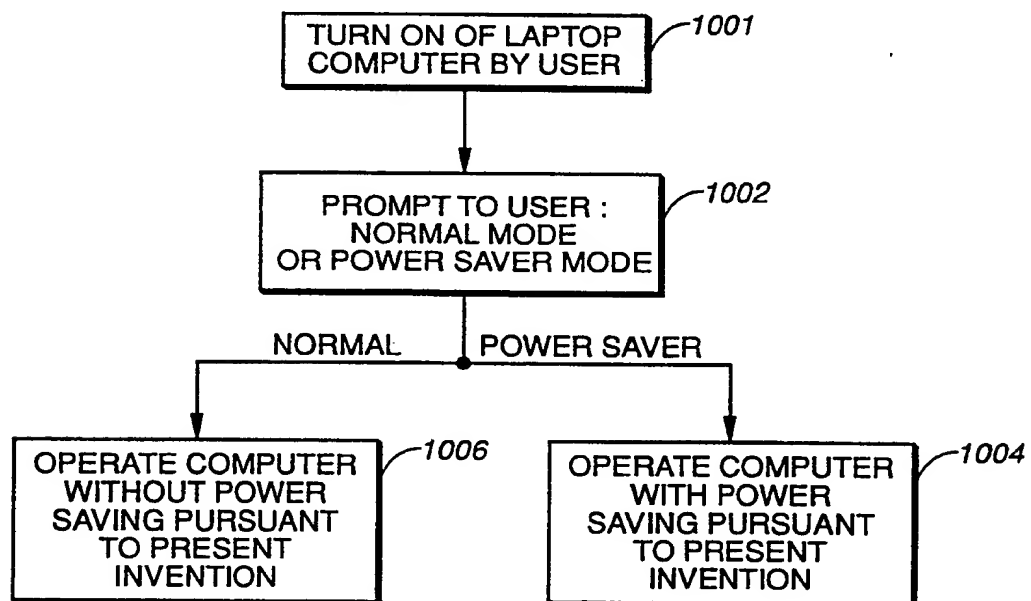 TURN ON OF LAPTOP
COMPUTER BY USER
1001
PROMPT TO USER :
NORMAL MODE
OR POWER SAVER MODE
1002
NORMAL
POWER SAVER
OPERATE COMPUTER
WITHOUT POWER
SAVING PURSUANT
TO PRESENT
INVENTION
1006
OPERATE COMPUTER
WITH POWER
SAVING PURSUANT
TO PRESENT
INVENTION
1004